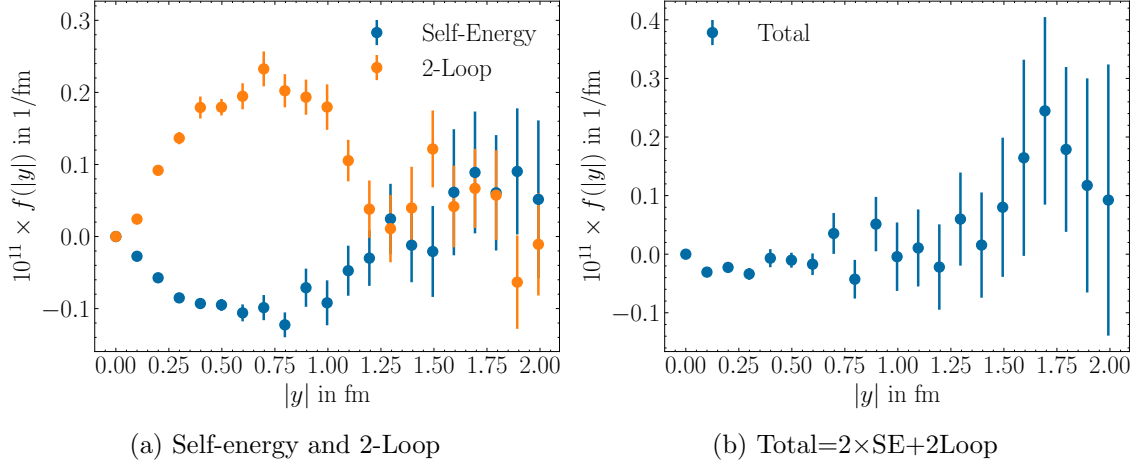 0.3
0.2
0.1
0.0
−0.1
10¹¹ × f(|y|) in 1/fm
Self-Energy
2-Loop
0.00 0.25 0.50 0.75 1.00 1.25 1.50 1.75 2.00
|y| in fm
(a) Self-energy and 2-Loop
0.4
0.3
0.2
0.1
0.0
−0.1
10¹¹ × f(|y|) in 1/fm
Total
0.00 0.25 0.50 0.75 1.00 1.25 1.50 1.75 2.00
|y| in fm
(b) Total=2×SE+2Loop